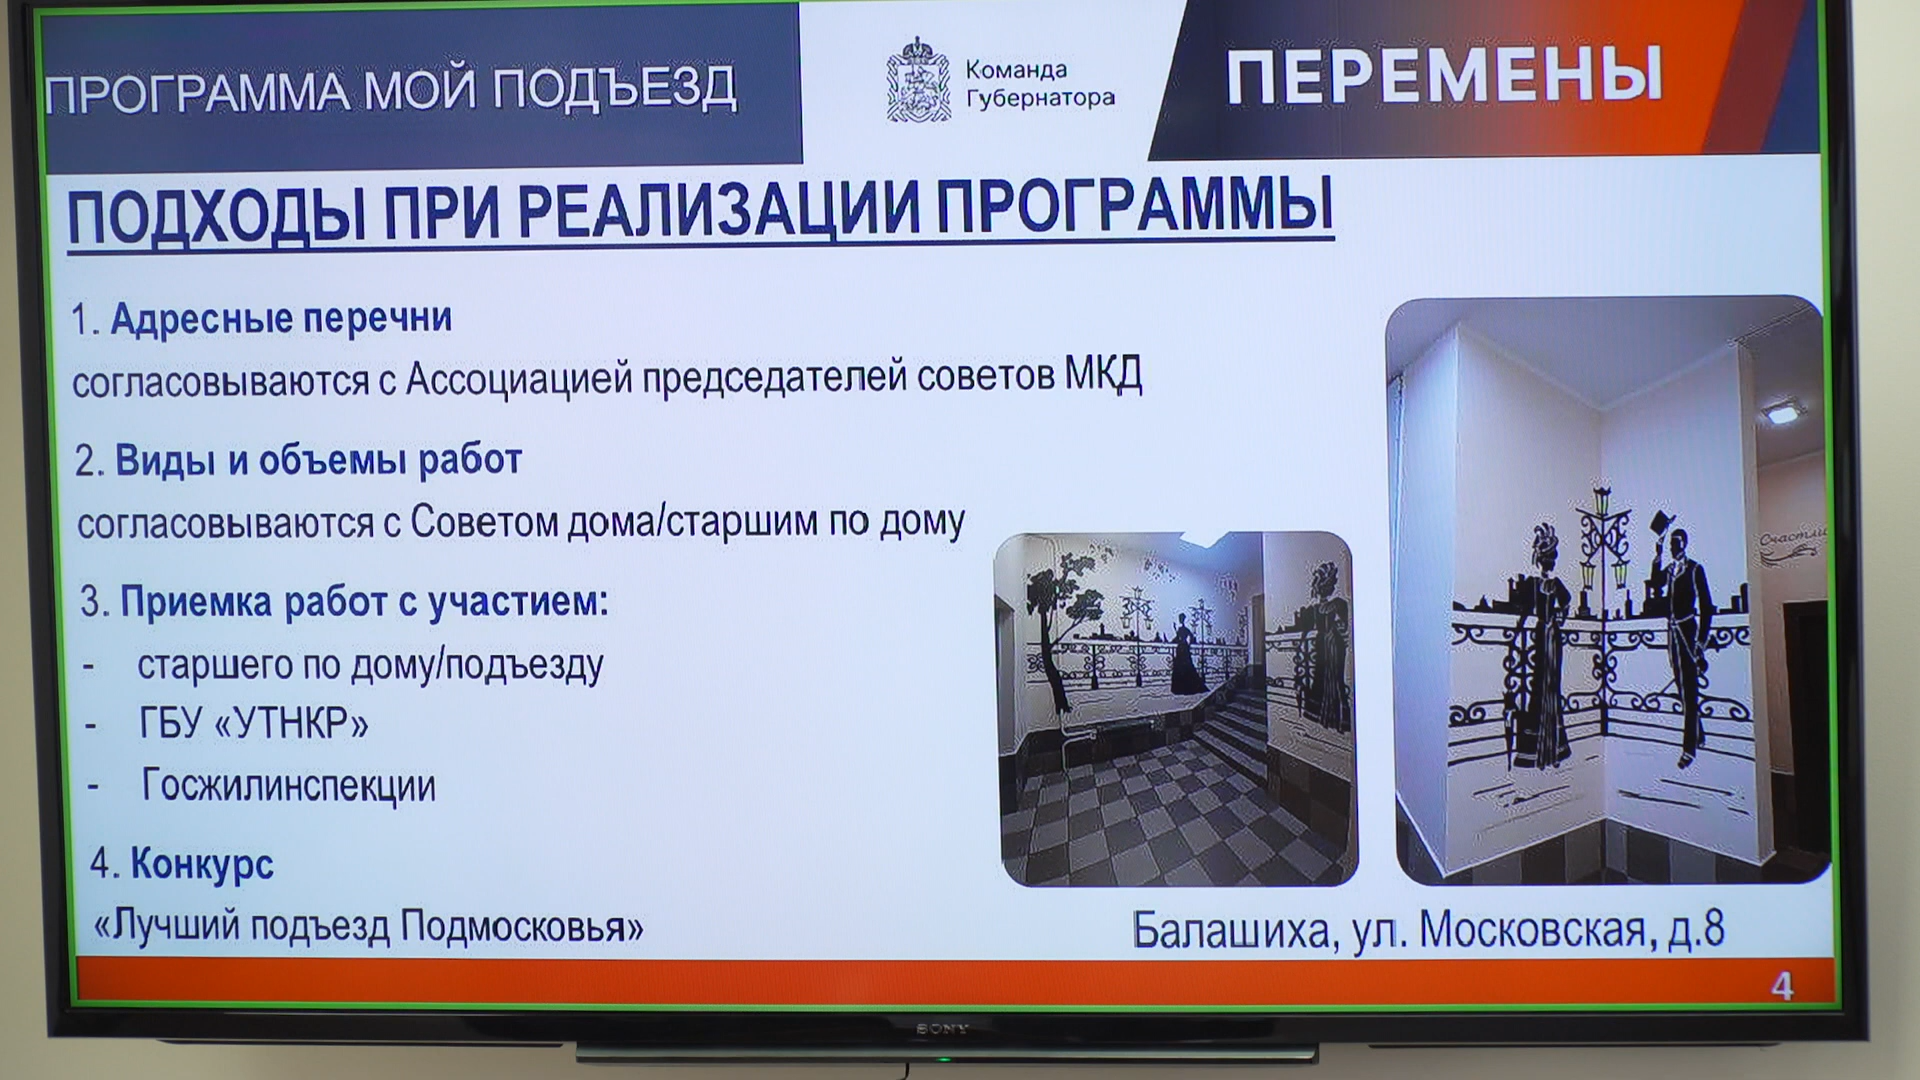 ПРОГРАММА МОЙ ПОДЪЕЗД
Команда
Губернатора
ПЕРЕМЕНЫ
ПОДХОДЫ ПРИ РЕАЛИЗАЦИИ ПРОГРАММЫ
1. Адресные перечни
согласовываются с Ассоциацией председателей советов МКД
2. Виды и объемы работ
согласовываются с Советом дома/старшим по дому
3. Приемка работ с участием:
- старшего по дому/подъезду
- ГБУ «УТНКР»
- Госжилинспекции
4. Конкурс
«Лучший подъезд Подмосковья»
Балашиха, ул. Московская, д.8
4
SONY